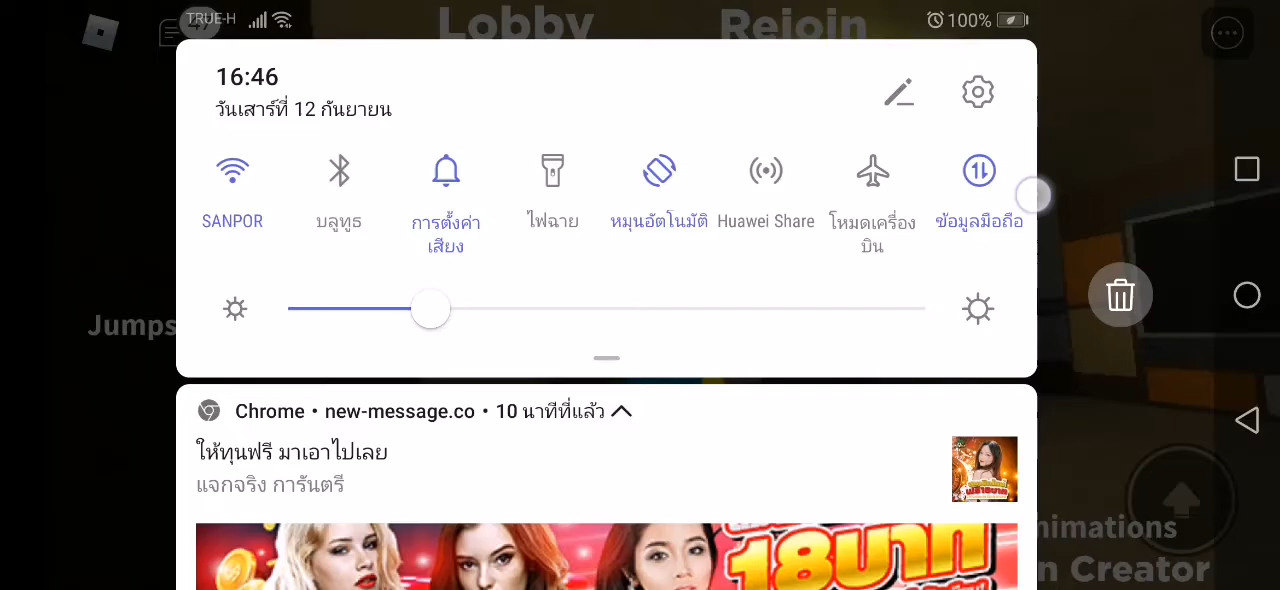 TRUE-H
47
Lobby
Rejoin
100%
16:46
วันเสาร์ที่ 12 กันยายน
SANPOR
บลูทูธ
การตั้งค่า
เสียง
ไฟฉาย
หมุนอัตโนมัติ
Huawei Share
โหมดเครื่อง
บิน
ข้อมูลมือถือ
Jumps
Chrome • new-message.co • 10 นาทีที่แล้ว
ให้ทุนฟรี มาเอาไปเลย
แจกจริง การันตรี
18บาท
nimations
n Creator